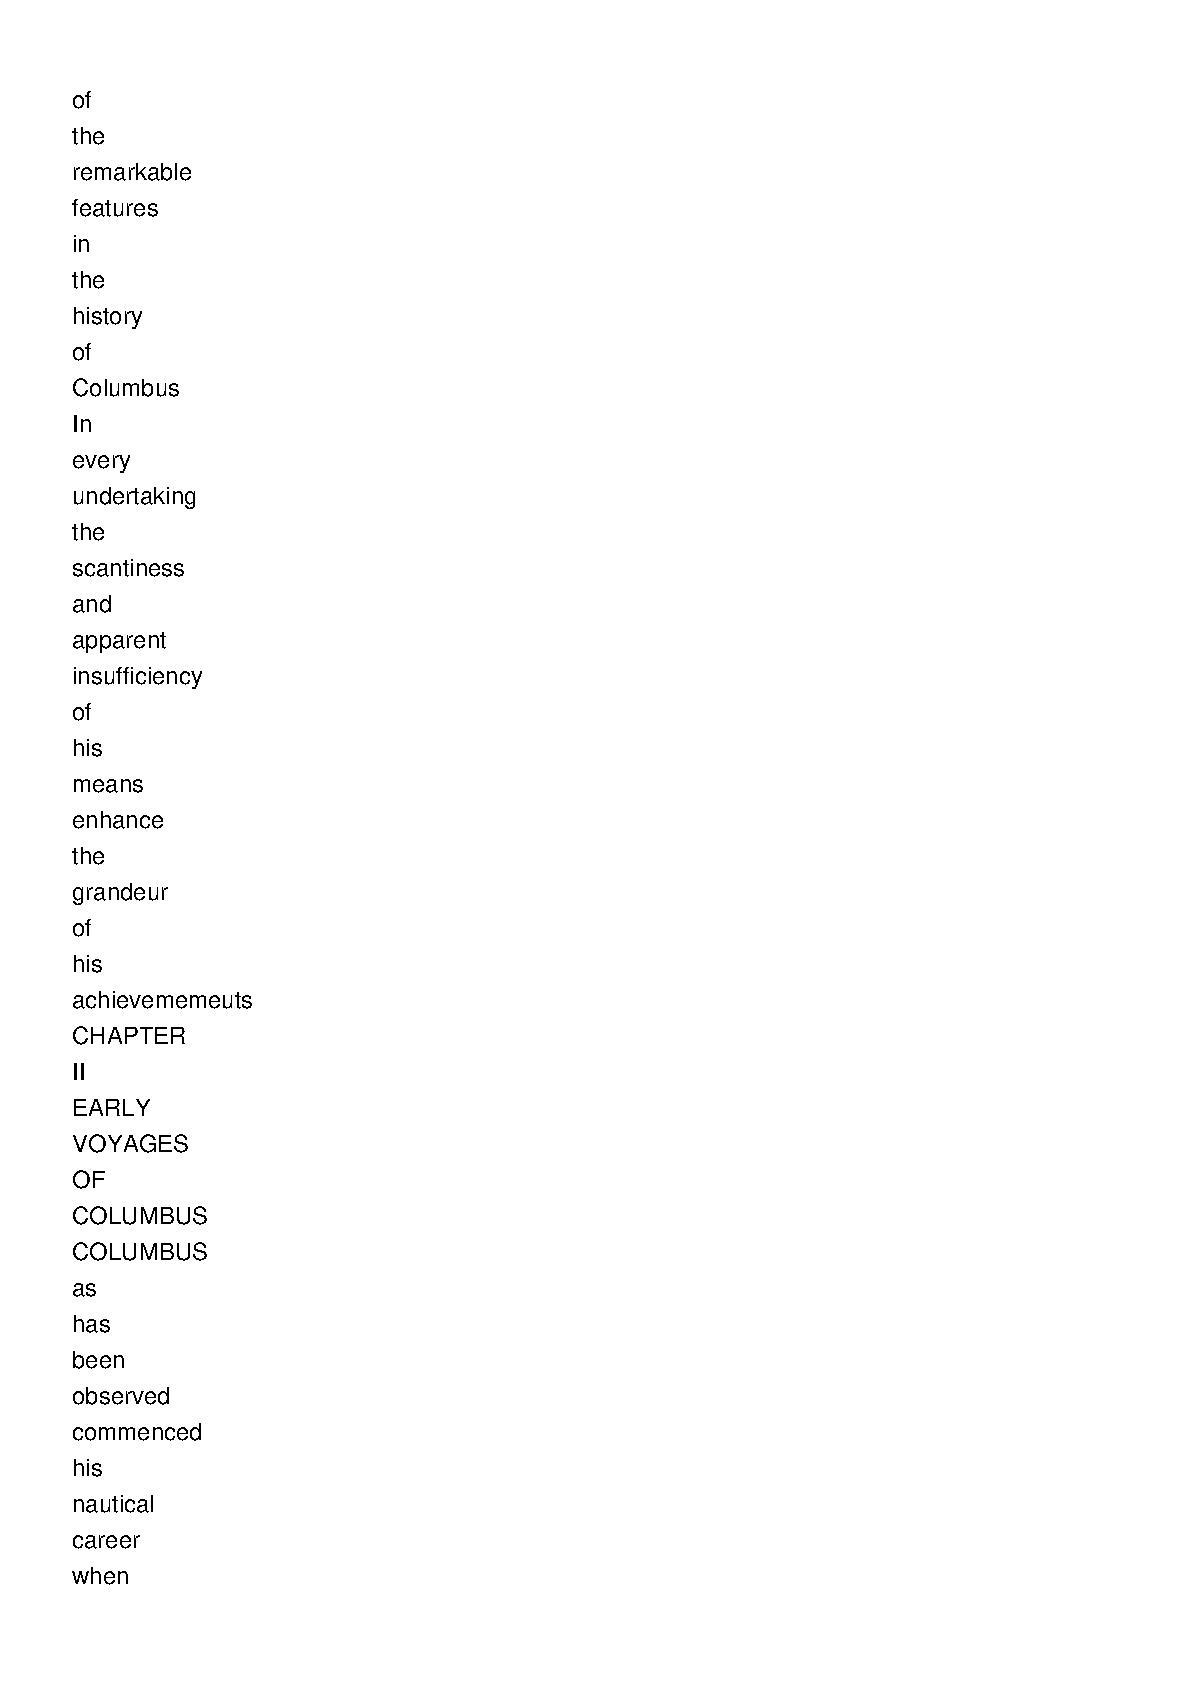 of
the
remarkable
features
in
the
history
of
Columbus
In
every
undertaking
the
scantiness
and
apparent
insufficiency
of
his
means
enhance
the
grandeur
of
his
achievememeuts
CHAPTER
II
EARLY
VOYAGES
OF
COLUMBUS
COLUMBUS
as
has
been
observed
commenced
his
nautical
career
when